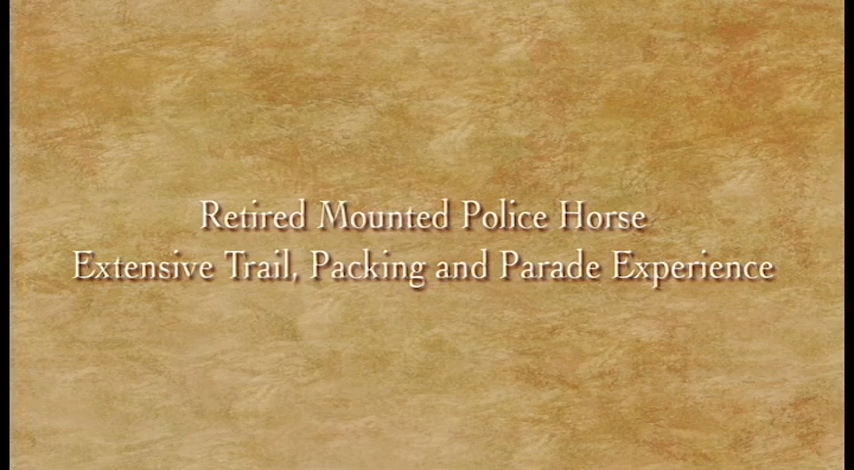 Retired Mounted Police Horse
Extensive Trail, Packing and Parade Experience